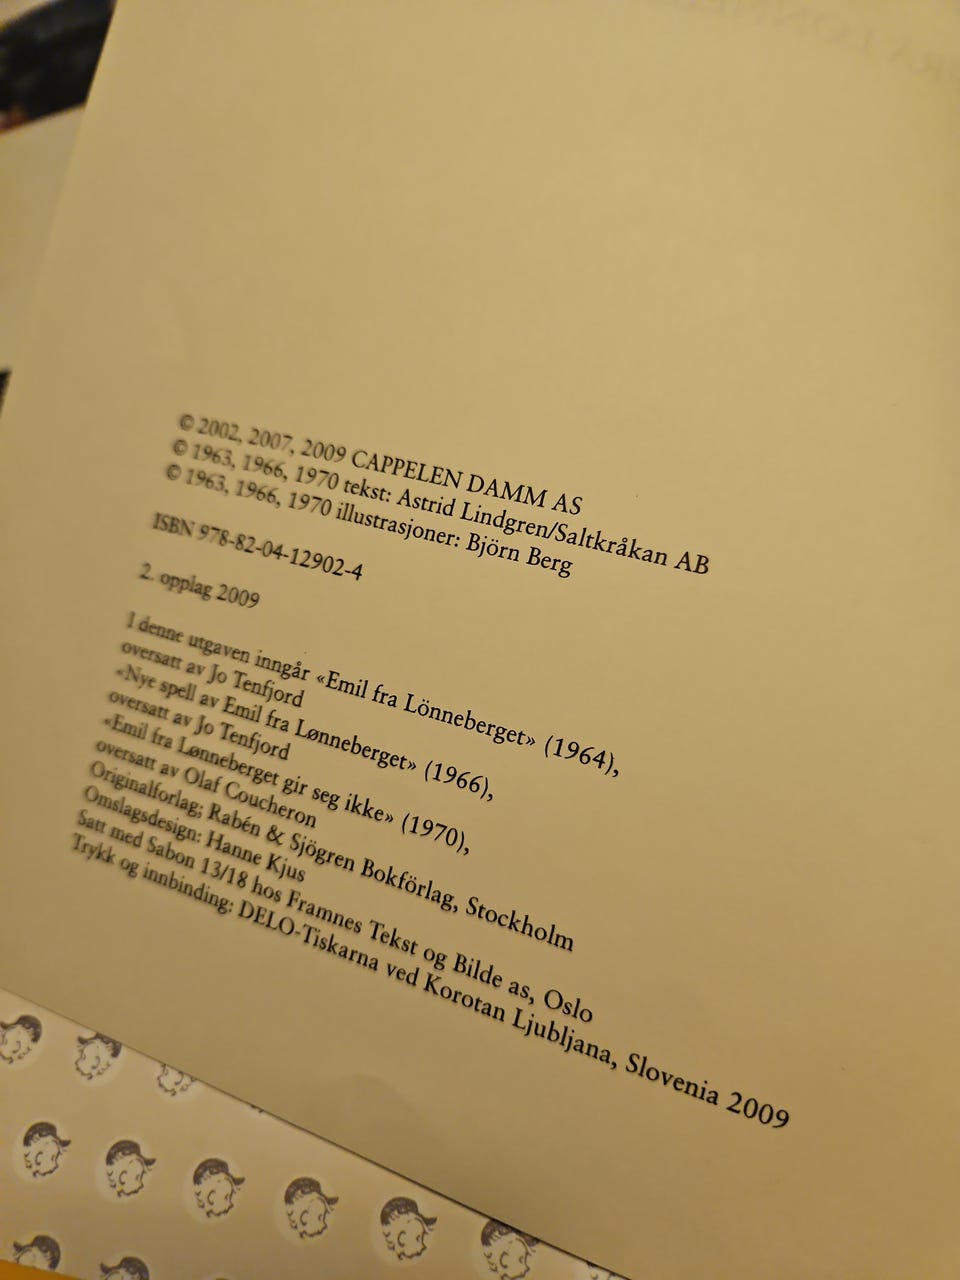 © 2002, 2007, 2009 CAPPELEN DAMM AS
© 1963, 1966, 1970 tekst: Astrid Lindgren/Saltkråkan AB
© 1963, 1966, 1970 illustrasjoner: Björn Berg
ISBN 978-82-04-12902-4
2. opplag 2009
I denne utgaven inngår «Emil fra Lönneberget» (1964),
oversatt av Jo Tenfjord
«Nye spell av Emil fra Lønneberget» (1966),
oversatt av Jo Tenfjord
«Emil fra Lønneberget gir seg ikke» (1970),
oversatt av Olaf Coucheron
Originalforlag; Rabén & Sjögren Bokförlag, Stockholm
Omslagsdesign: Hanne Kjus
Satt med Sabon 13/18 hos Framnes Tekst og Bilde as, Oslo
Trykk og innbinding: DELO-Tiskarna ved Korotan Ljubljana, Slovenia 2009